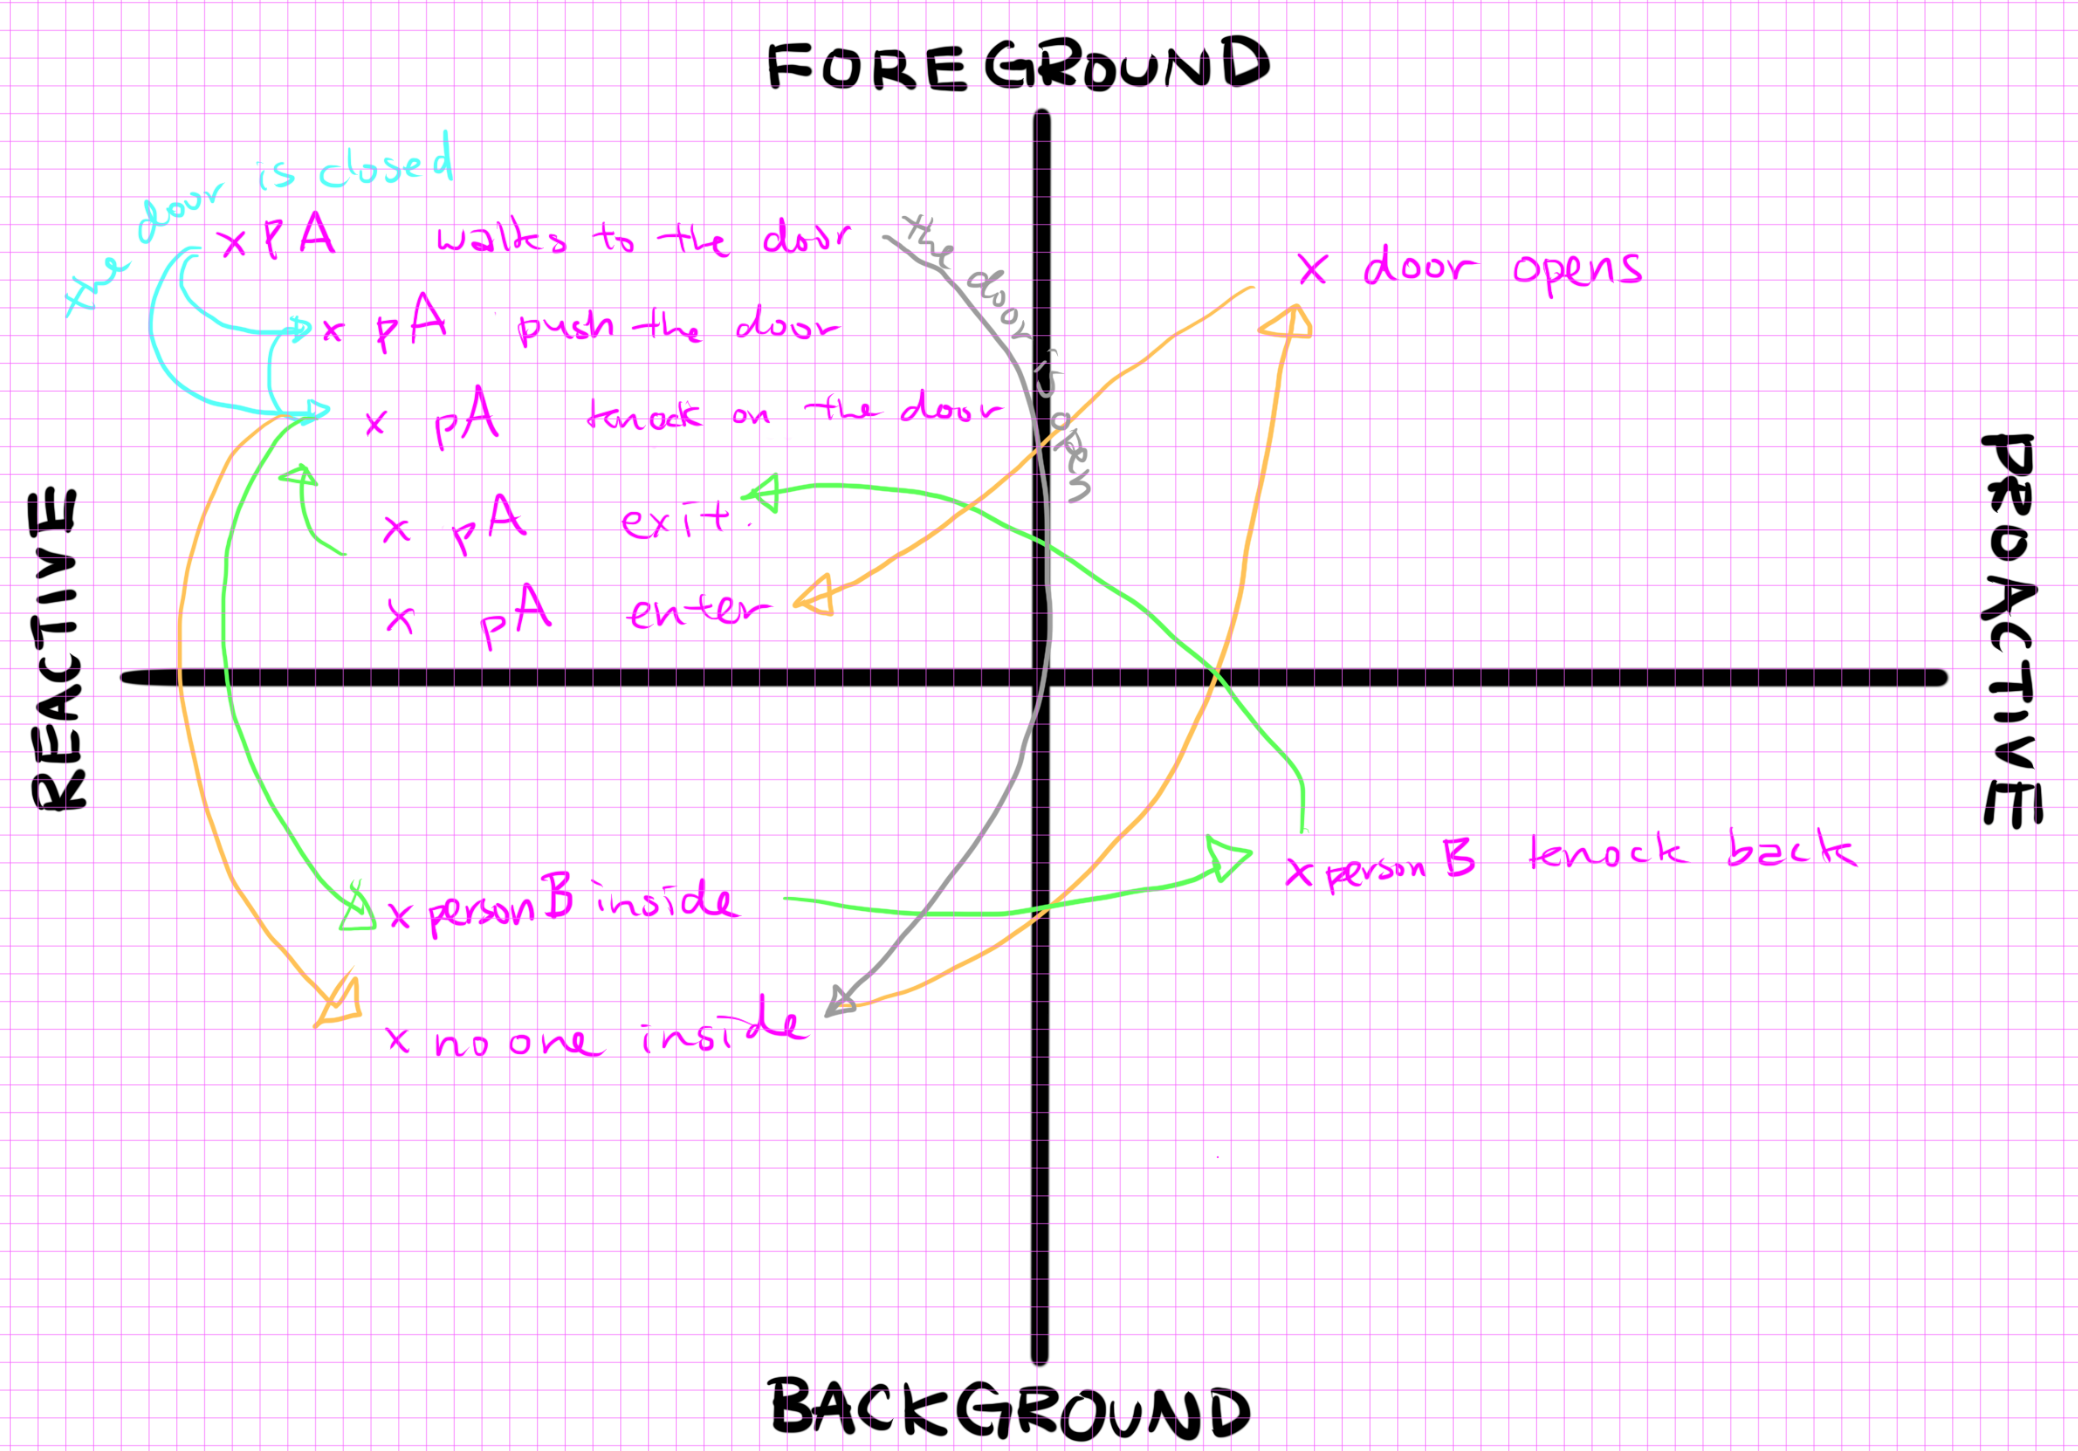 FOREGROUND
the door is closed
x PA walks to the door
the door is open
x door opens
x pA push the door
x pA knock on the door
x pA exit.
x pA enter
REACTIVE
PROACTIVE
x person B knock back
x person B inside
x no one inside
BACKGROUND